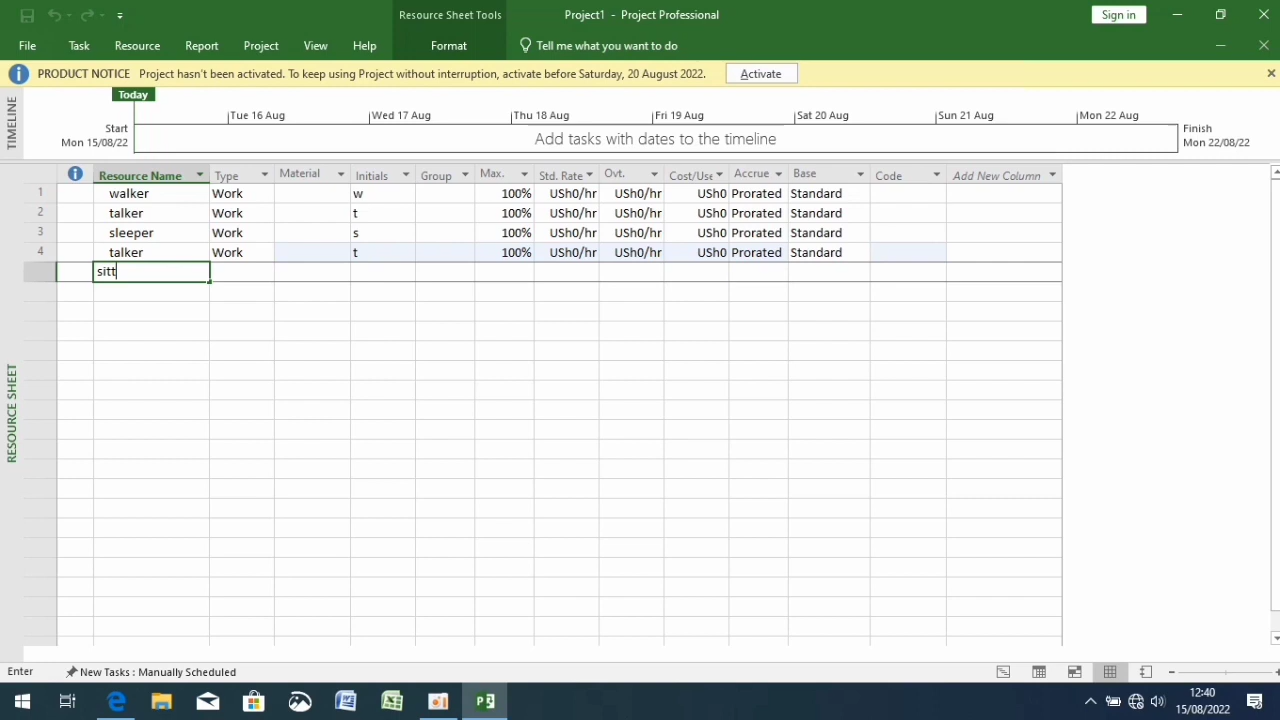 Resource Sheet Tools
Project1 - Project Professional
Sign in
File Task Resource Report Project View Help Format Tell me what you want to do
PRODUCT NOTICE Project hasn't been activated. To keep using Project without interruption, activate before Saturday, 20 August 2022. Activate
Today
Tue 16 Aug Wed 17 Aug Thu 18 Aug Fri 19 Aug Sat 20 Aug Sun 21 Aug Mon 22 Aug
TIMELINE
Start
Mon 15/08/22
Add tasks with dates to the timeline
Finish
Mon 22/08/22
Resource Name Type Material Initials Group Max. Std. Rate Ovt. Cost/Use Accrue Base Code Add New Column
1 walker Work w 100% USh0/hr USh0/hr USh0 Prorated Standard
2 talker Work t 100% USh0/hr USh0/hr USh0 Prorated Standard
3 sleeper Work s 100% USh0/hr USh0/hr USh0 Prorated Standard
4 talker Work t 100% USh0/hr USh0/hr USh0 Prorated Standard
sitt
RESOURCE SHEET
Enter New Tasks : Manually Scheduled
12:40
15/08/2022